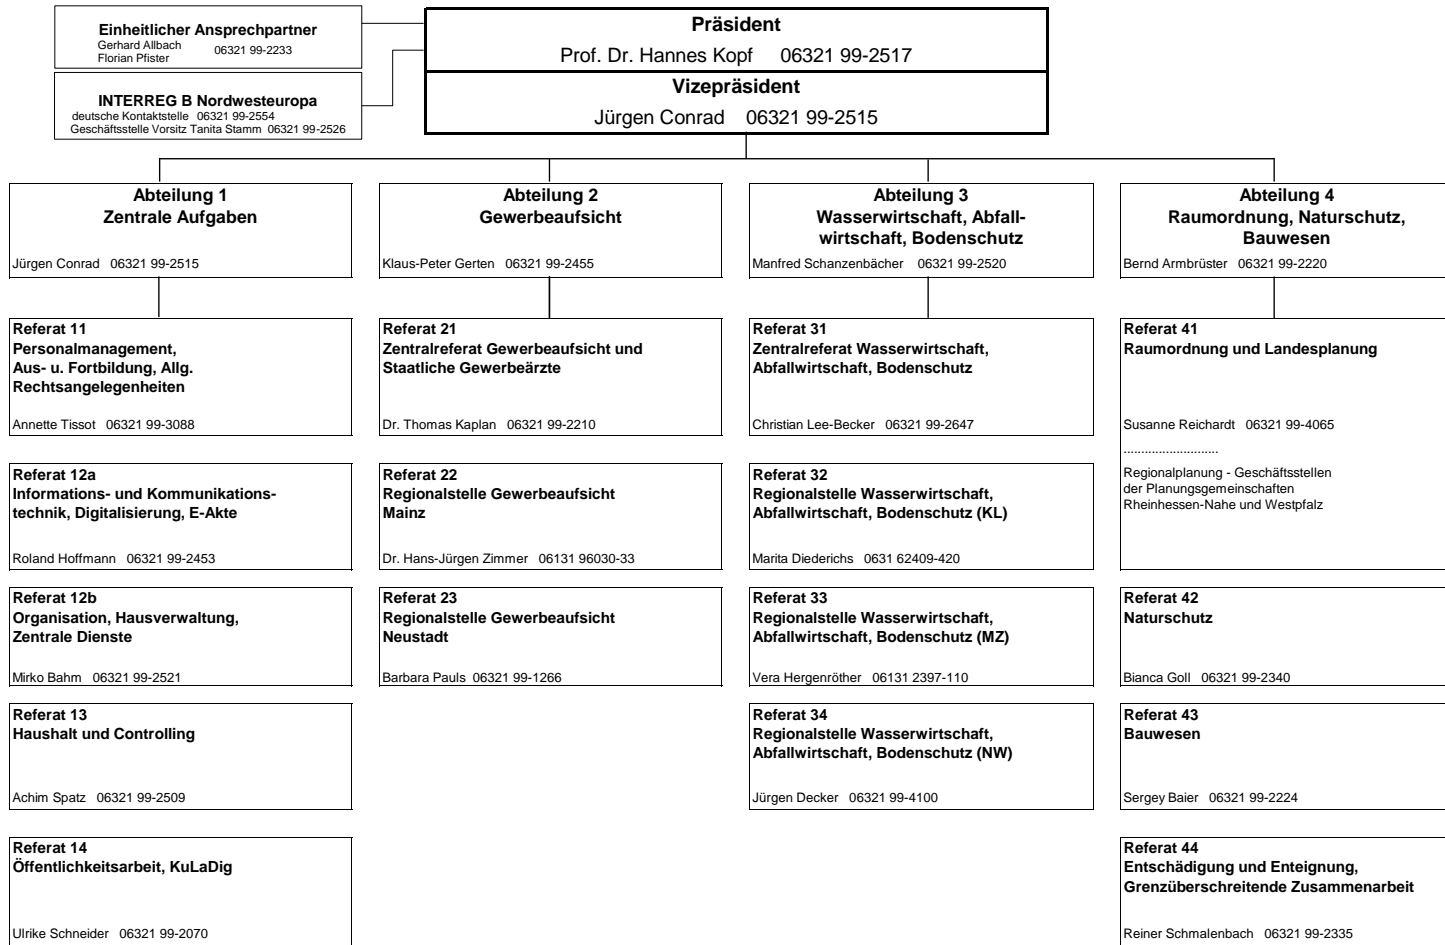 Einheitlicher Ansprechpartner
Gerhard Allbach
Florian Pfister
06321 99-2233
INTERREG B Nordwesteuropa
deutsche Kontaktstelle 06321 99-2554
Geschäftsstelle Vorsitz Tanita Stamm 06321 99-2526
Präsident
Prof. Dr. Hannes Kopf 06321 99-2517
Vizepräsident
Jürgen Conrad 06321 99-2515
Abteilung 1
Zentrale Aufgaben
Jürgen Conrad 06321 99-2515
Referat 11
Personalmanagement,
Aus- u. Fortbildung, Allg.
Rechtsangelegenheiten
Annette Tissot 06321 99-3088
Referat 12a
Informations- und Kommunikations-
technik, Digitalisierung, E-Akte
Roland Hoffmann 06321 99-2453
Referat 12b
Organisation, Hausverwaltung,
Zentrale Dienste
Mirko Bahm 06321 99-2521
Referat 13
Haushalt und Controlling
Achim Spatz 06321 99-2509
Referat 14
Öffentlichkeitsarbeit, KuLaDig
Ulrike Schneider 06321 99-2070
Abteilung 2
Gewerbeaufsicht
Klaus-Peter Gerten 06321 99-2455
Referat 21
Zentralreferat Gewerbeaufsicht und
Staatliche Gewerbeärzte
Dr. Thomas Kaplan 06321 99-2210
Referat 22
Regionalstelle Gewerbeaufsicht
Mainz
Dr. Hans-Jürgen Zimmer 06131 96030-33
Referat 23
Regionalstelle Gewerbeaufsicht
Neustadt
Barbara Pauls 06321 99-1266
Abteilung 3
Wasserwirtschaft, Abfall-
wirtschaft, Bodenschutz
Manfred Schanzenbächer 06321 99-2520
Referat 31
Zentralreferat Wasserwirtschaft,
Abfallwirtschaft, Bodenschutz
Christian Lee-Becker 06321 99-2647
Referat 32
Regionalstelle Wasserwirtschaft,
Abfallwirtschaft, Bodenschutz (KL)
Marita Diederichs 0631 62409-420
Referat 33
Regionalstelle Wasserwirtschaft,
Abfallwirtschaft, Bodenschutz (MZ)
Vera Hergenröther 06131 2397-110
Referat 34
Regionalstelle Wasserwirtschaft,
Abfallwirtschaft, Bodenschutz (NW)
Jürgen Decker 06321 99-4100
Abteilung 4
Raumordnung, Naturschutz,
Bauwesen
Bernd Armbrüster 06321 99-2220
Referat 41
Raumordnung und Landesplanung
Susanne Reichardt 06321 99-4065
...........................
Regionalplanung - Geschäftsstellen
der Planungsgemeinschaften
Rheinhessen-Nahe und Westpfalz
Referat 42
Naturschutz
Bianca Goll 06321 99-2340
Referat 43
Bauwesen
Sergey Baier 06321 99-2224
Referat 44
Entschädigung und Enteignung,
Grenzüberschreitende Zusammenarbeit
Reiner Schmalenbach 06321 99-2335